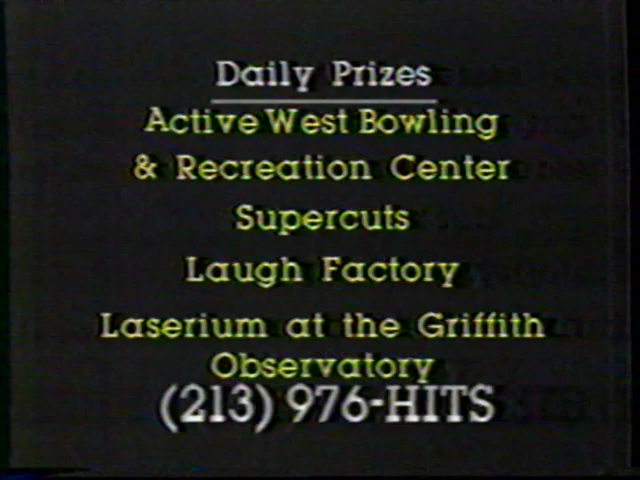 Daily Prizes
Active West Bowling
& Recreation Center
Supercuts
Laugh Factory
Laserium at the Griffith
Observatory
(213) 976-HITS